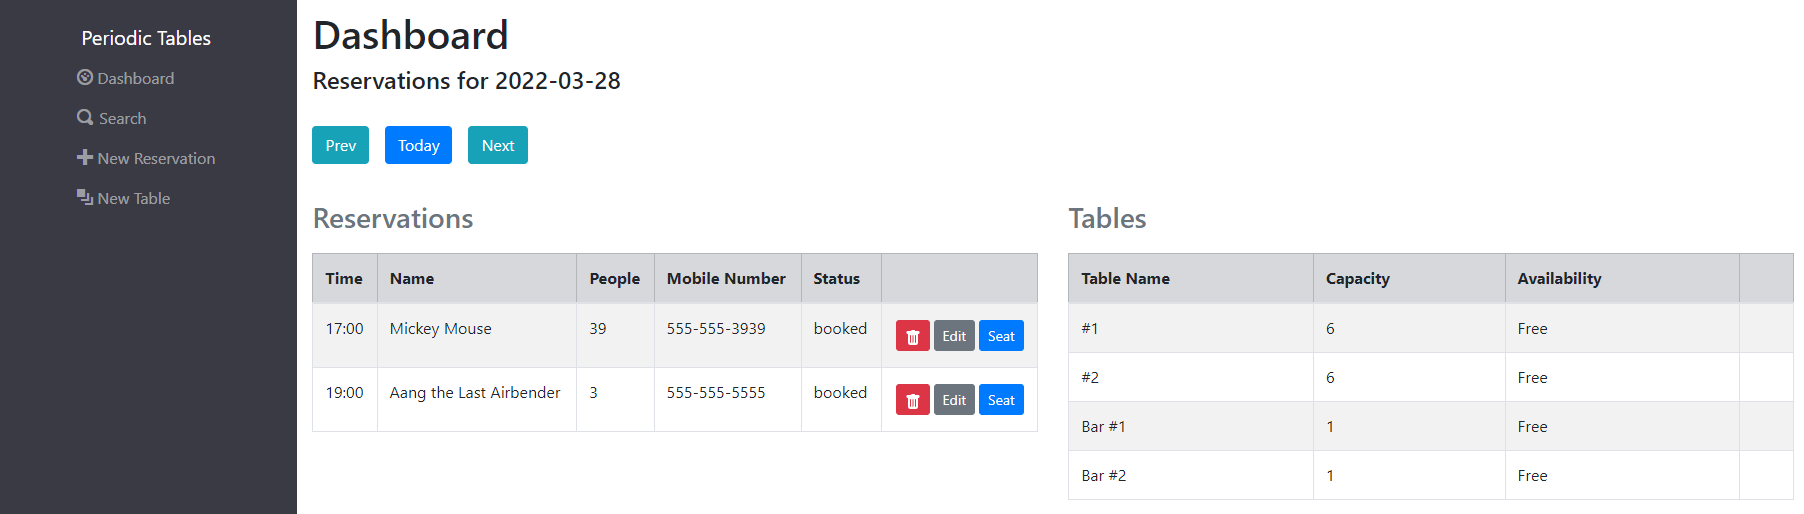 Periodic Tables
Dashboard
Search
New Reservation
New Table
Dashboard
Reservations for 2022-03-28
Prev Today Next
Reservations
Time Name People Mobile Number Status
17:00 Mickey Mouse 39 555-555-3939 booked Edit Seat
19:00 Aang the Last Airbender 3 555-555-5555 booked Edit Seat
Tables
Table Name Capacity Availability
#1 6 Free
#2 6 Free
Bar #1 1 Free
Bar #2 1 Free